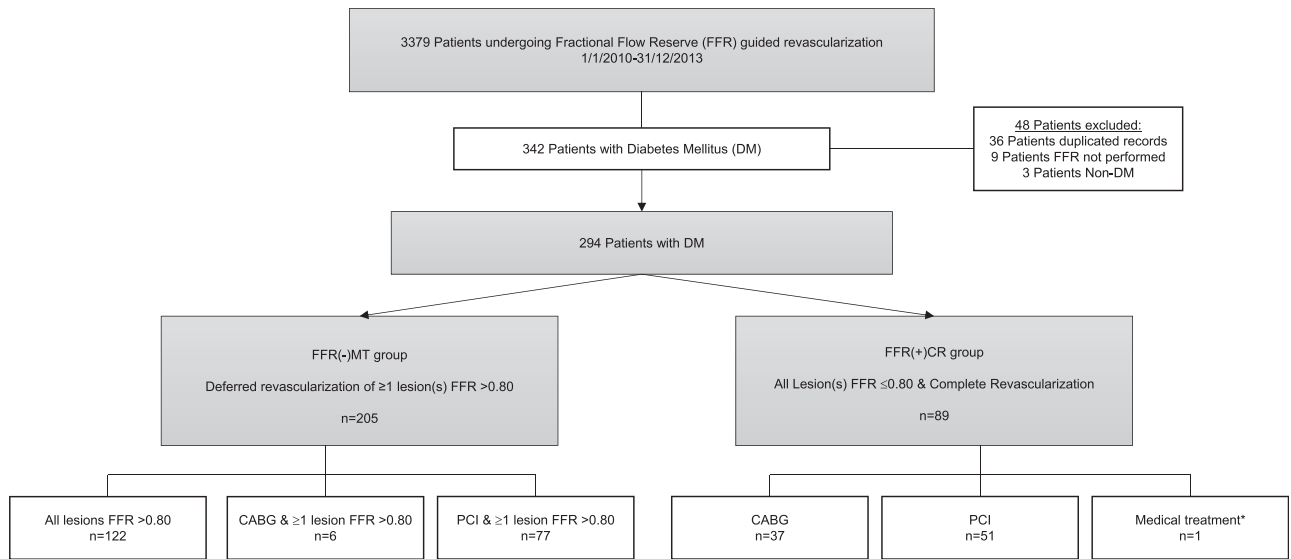 3379 Patients undergoing Fractional Flow Reserve (FFR) guided revascularization
1/1/2010-31/12/2013
342 Patients with Diabetes Mellitus (DM)
48 Patients excluded:
36 Patients duplicated records
9 Patients FFR not performed
3 Patients Non-DM
294 Patients with DM
FFR(-)MT group
Deferred revascularization of ≥1 lesion(s) FFR >0.80
n=205
FFR(+)CR group
All Lesion(s) FFR ≤0.80 & Complete Revascularization
n=89
All lesions FFR >0.80
n=122
CABG & ≥1 lesion FFR >0.80
n=6
PCI & ≥1 lesion FFR >0.80
n=77
CABG
n=37
PCI
n=51
Medical treatment*
n=1